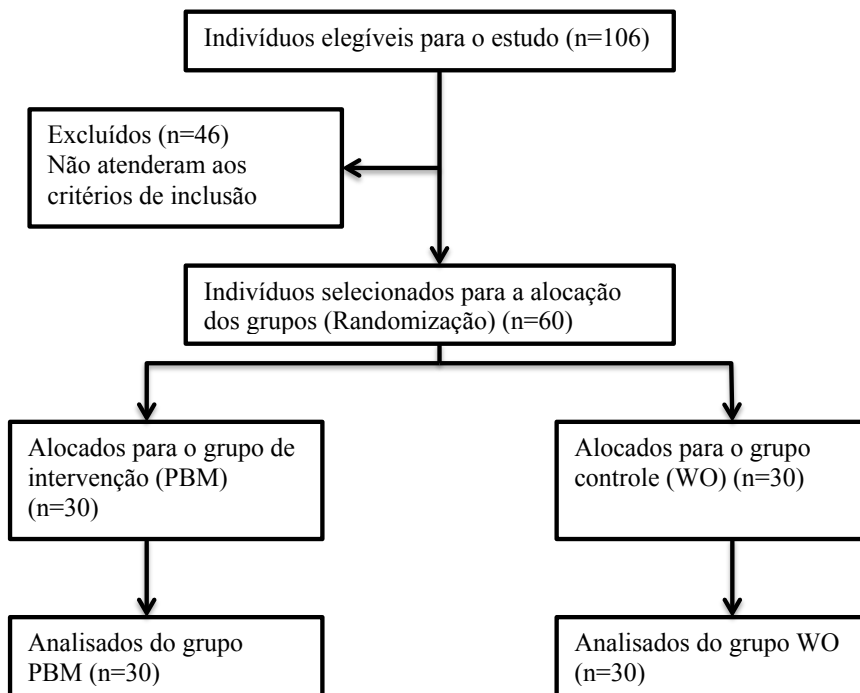 Indivíduos elegíveis para o estudo (n=106)
Excluídos (n=46)
Não atenderam aos
critérios de inclusão
Indivíduos selecionados para a alocação
dos grupos (Randomização) (n=60)
Alocados para o grupo de
intervenção (PBM)
(n=30)
Alocados para o grupo
controle (WO) (n=30)
Analisados do grupo
PBM (n=30)
Analisados do grupo WO
(n=30)